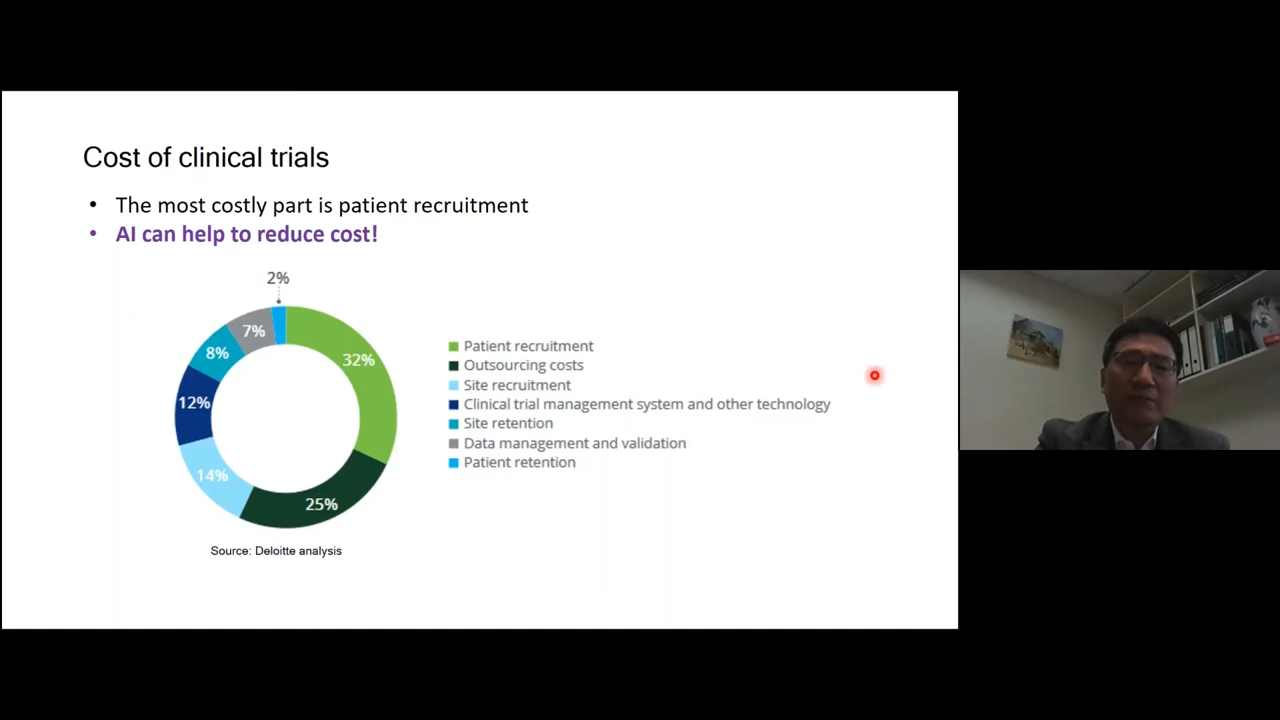 Cost of clinical trials
• The most costly part is patient recruitment
• AI can help to reduce cost!
2%
7%
32%
8%
12%
14%
25%
Patient recruitment
Outsourcing costs
Site recruitment
Clinical trial management system and other technology
Site retention
Data management and validation
Patient retention
Source: Deloitte analysis